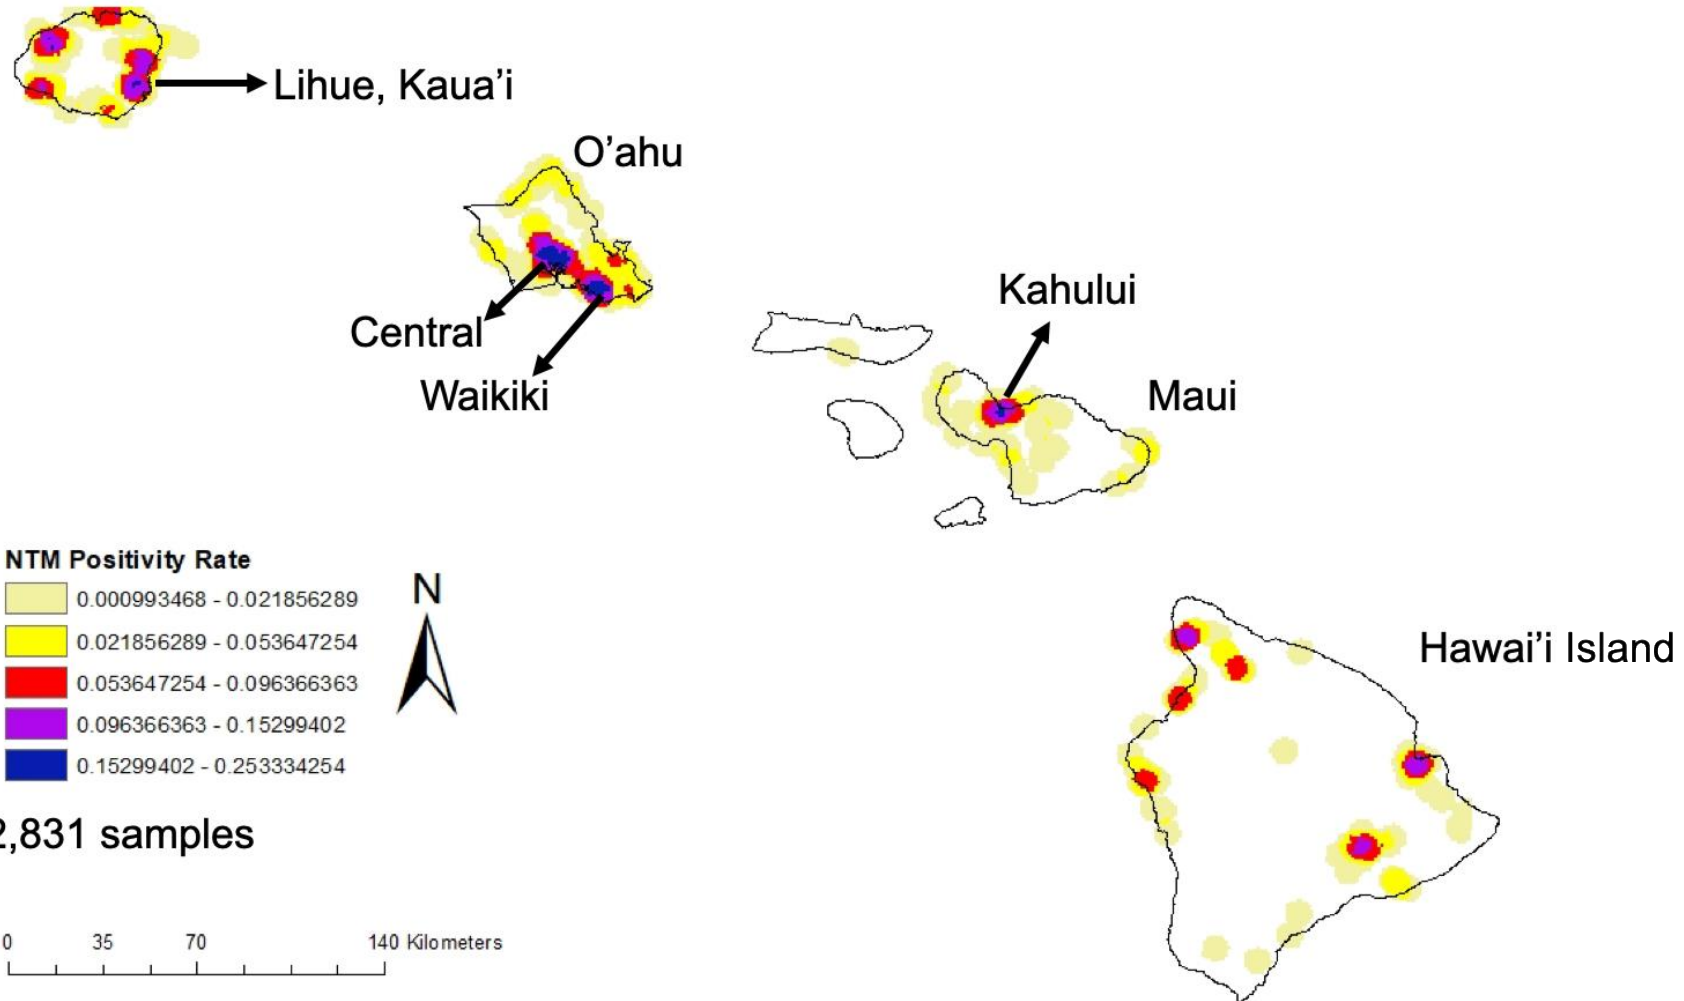 Lihue, Kaua’i
O’ahu
Central
Waikiki
Kahului
Maui
Hawai’i Island
NTM Positivity Rate
0.000993468 - 0.021856289
0.021856289 - 0.053647254
0.053647254 - 0.096366363
0.096366363 - 0.15299402
0.15299402 - 0.253334254
N
2,831 samples
0 35 70 140 Kilometers